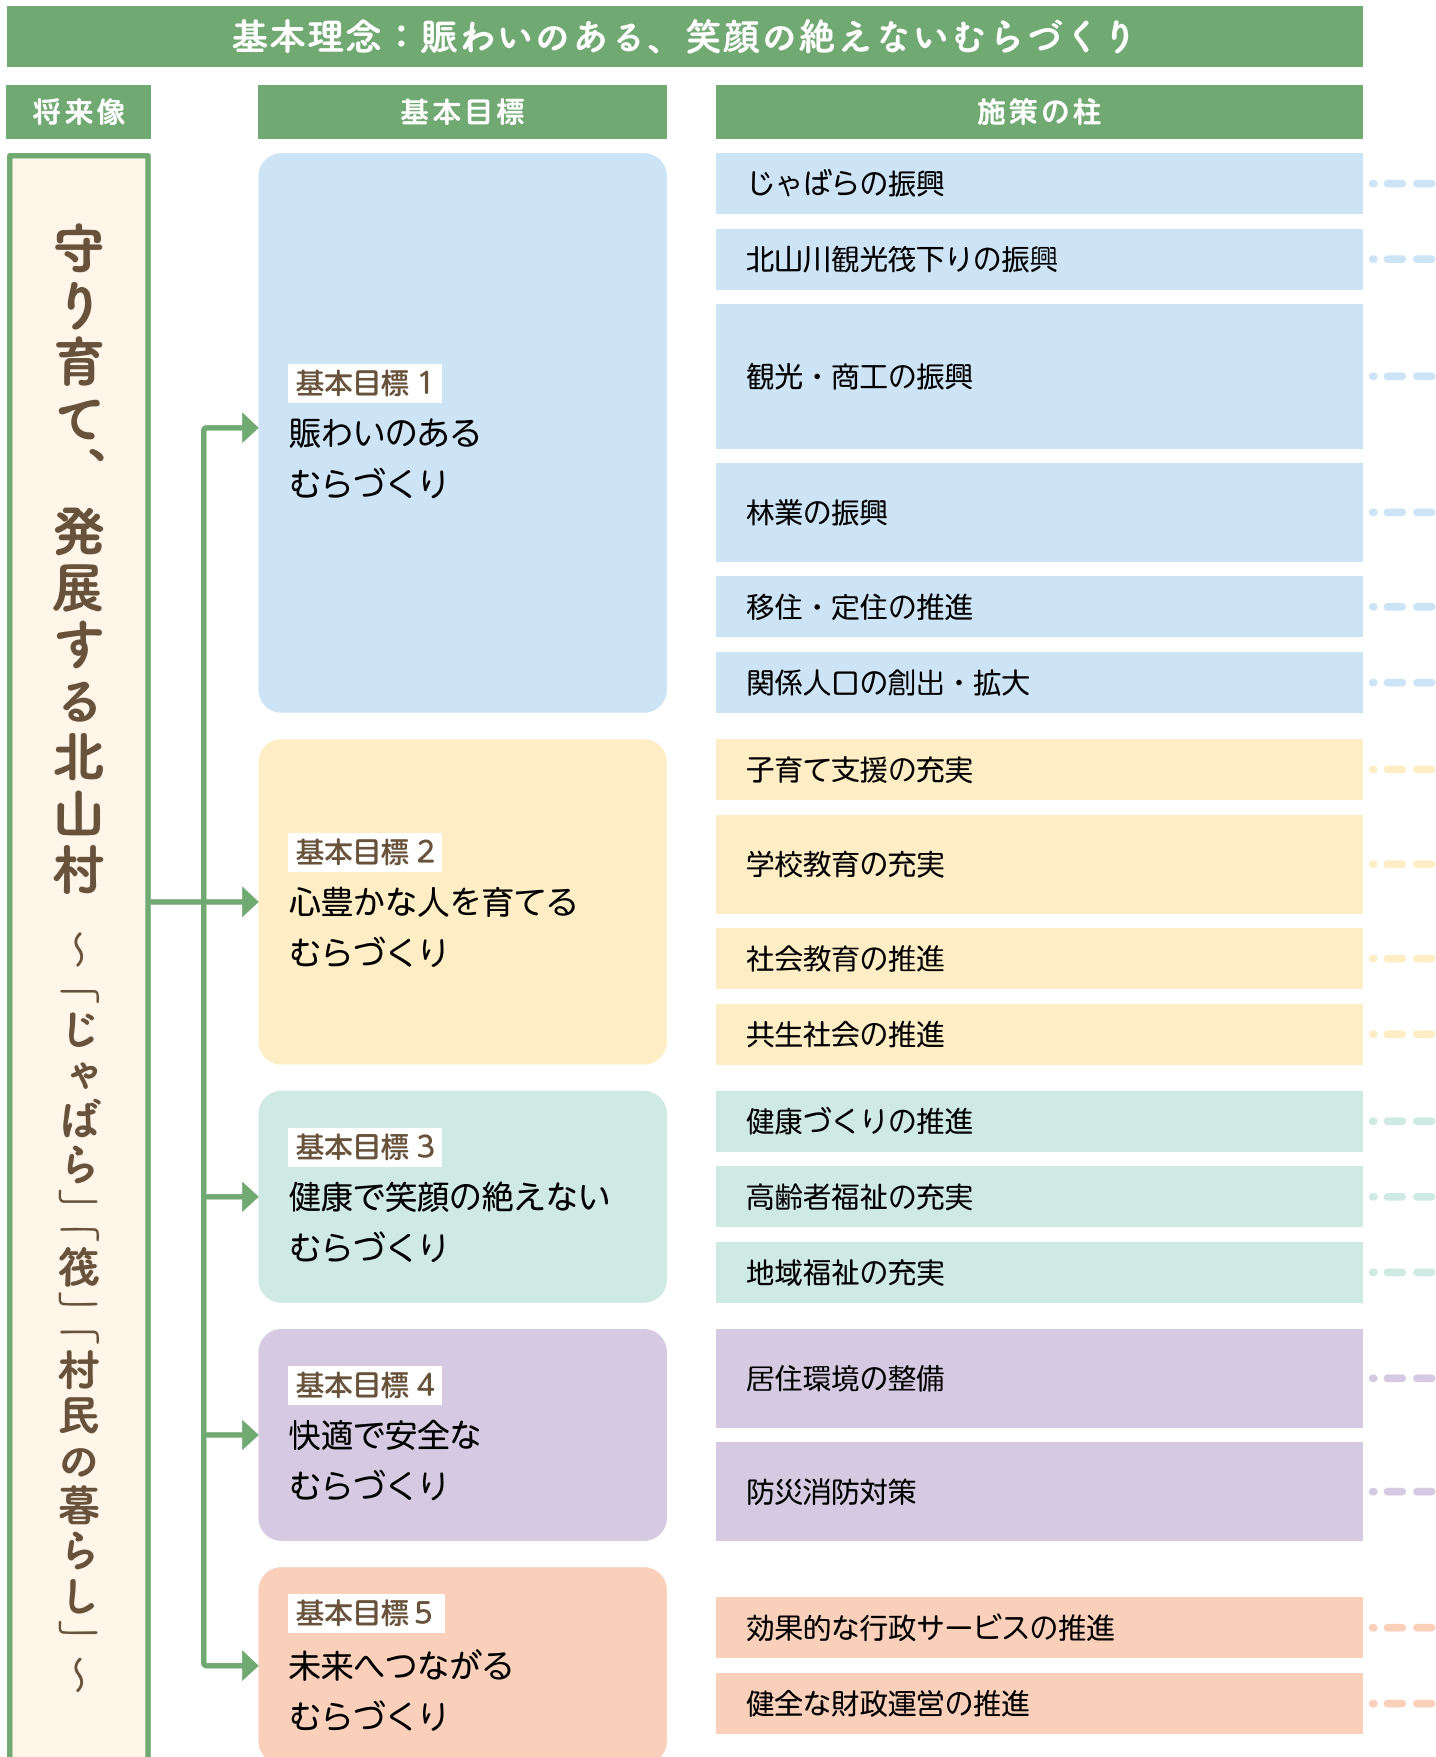 基本理念：賑わいのある、笑顔の絶えないむらづくり
将来像
基本目標
施策の柱
守り育て、発展する北山村 ～「じゃばら」「筏」「村民の暮らし」～
基本目標 1
賑わいのある
むらづくり
じゃばらの振興
北山川観光筏下りの振興
観光・商工の振興
林業の振興
移住・定住の推進
関係人口の創出・拡大
基本目標 2
心豊かな人を育てる
むらづくり
子育て支援の充実
学校教育の充実
社会教育の推進
共生社会の推進
基本目標 3
健康で笑顔の絶えない
むらづくり
健康づくりの推進
高齢者福祉の充実
地域福祉の充実
基本目標 4
快適で安全な
むらづくり
居住環境の整備
防災消防対策
基本目標 5
未来へつながる
むらづくり
効果的な行政サービスの推進
健全な財政運営の推進